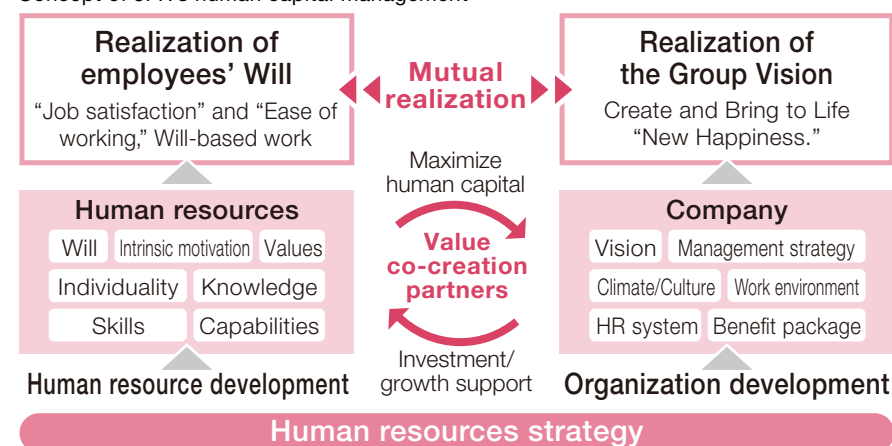 Realization of
employees’ Will
“Job satisfaction” and “Ease of
working,” Will-based work
Mutual
realization
Realization of
the Group Vision
Create and Bring to Life
“New Happiness.”
Human resources
Will Intrinsic motivation Values
Individuality Knowledge
Skills Capabilities
Maximize
human capital
Value
co-creation
partners
Investment/
growth support
Company
Vision Management strategy
Climate/Culture Work environment
HR system Benefit package
Human resource development
Organization development
Human resources strategy